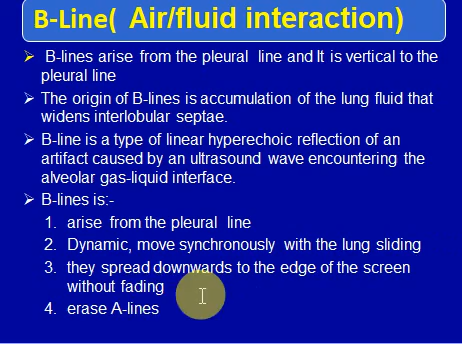 B-Line( Air/fluid interaction)
➢ B-lines arise from the pleural line and It is vertical to the
pleural line
➢ The origin of B-lines is accumulation of the lung fluid that
widens interlobular septae.
➢ B-line is a type of linear hyperechoic reflection of an
artifact caused by an ultrasound wave encountering the
alveolar gas-liquid interface.
➢ B-lines is:-
1. arise from the pleural line
2. Dynamic, move synchronously with the lung sliding
3. they spread downwards to the edge of the screen
without fading
4. erase A-lines